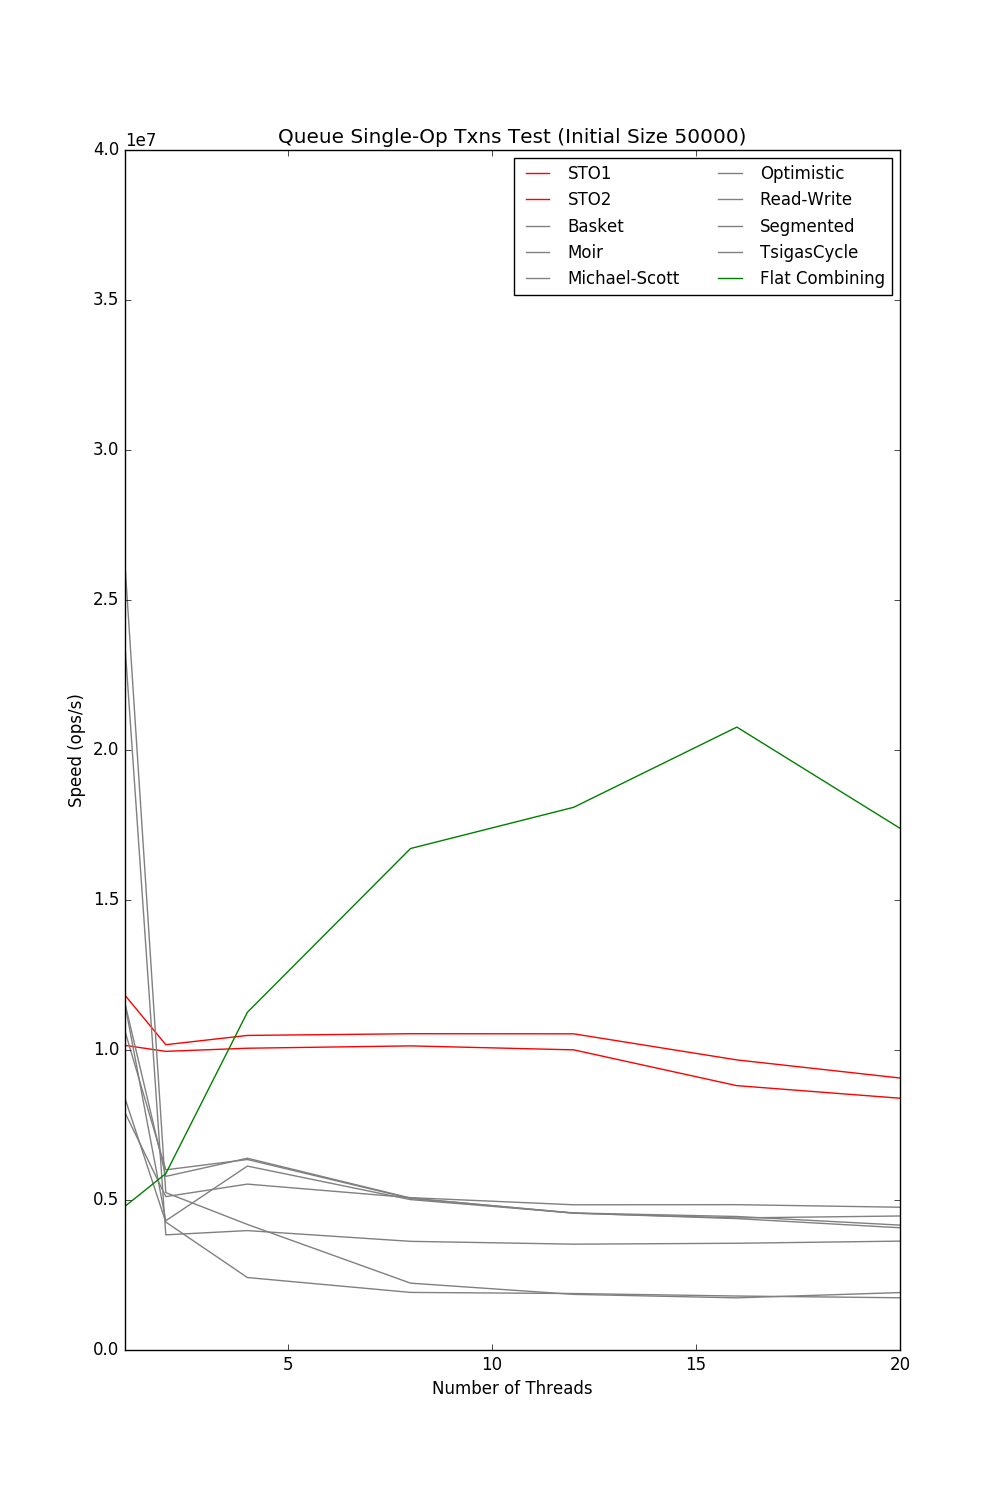 Queue Single-Op Txns Test (Initial Size 50000)
1e7
4.0
3.5
3.0
2.5
2.0
1.5
1.0
0.5
0.0
Speed (ops/s)
STO1
STO2
Basket
Moir
Michael-Scott
Optimistic
Read-Write
Segmented
TsigasCycle
Flat Combining
5 10 15 20
Number of Threads